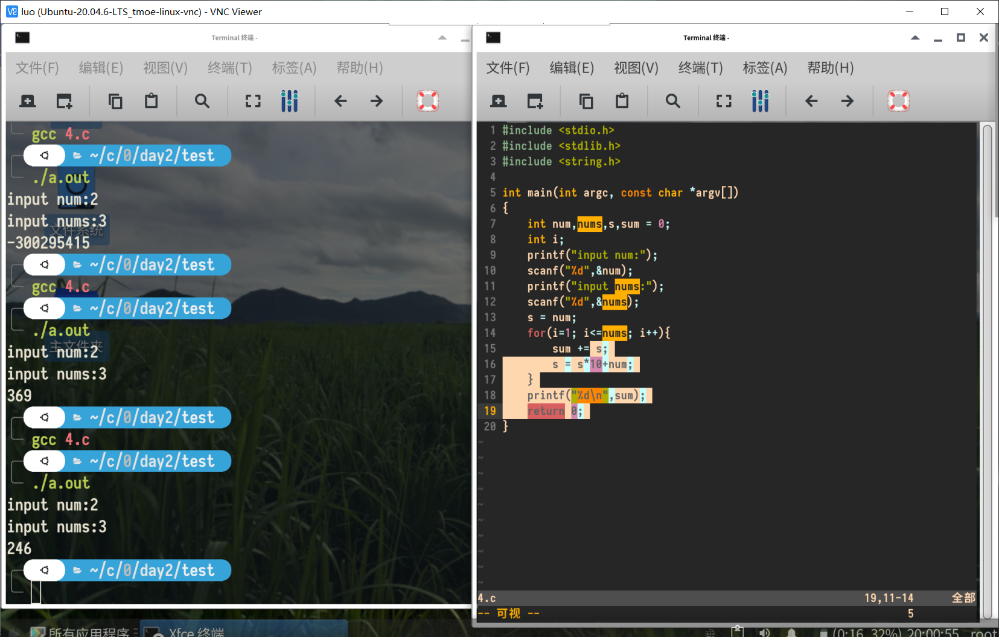 luo (Ubuntu-20.04.6-LTS_tmoe-linux-vnc) - VNC Viewer
Terminal 终端 -
文件(F) 编辑(E) 视图(V) 终端(T) 标签(A) 帮助(H)
gcc 4.c
~/c/0/day2/test
./a.out
input num:2
input nums:3
文件系统
-300295415
~/c/0/day2/test
gcc 4.c
~/c/0/day2/test
./a.out
主文件夹
input num:2
input nums:3
369
~/c/0/day2/test
gcc 4.c
~/c/0/day2/test
./a.out
input num:2
input nums:3
246
~/c/0/day2/test
Terminal 终端 -
文件(F) 编辑(E) 视图(V) 终端(T) 标签(A) 帮助(H)
1 #include <stdio.h>
2 #include <stdlib.h>
3 #include <string.h>
4
5 int main(int argc, const char *argv[])
6 {
7     int num,nums,s,sum = 0;
8     int i;
9     printf("input num:");
10     scanf("%d",&num);
11     printf("input nums:");
12     scanf("%d",&nums);
13     s = num;
14     for(i=1; i<=nums; i++){
15         sum += s;
16         s = s*10+num;
17     }
18     printf("%d\n",sum);
19     return 0;
20 }
~
~
~
~
~
~
~
~
~
~
4.c 19,11-14 全部
-- 可视 -- 5
所有应用程序 Xfce 终端 (0:16, 32%) 20:00:55 root